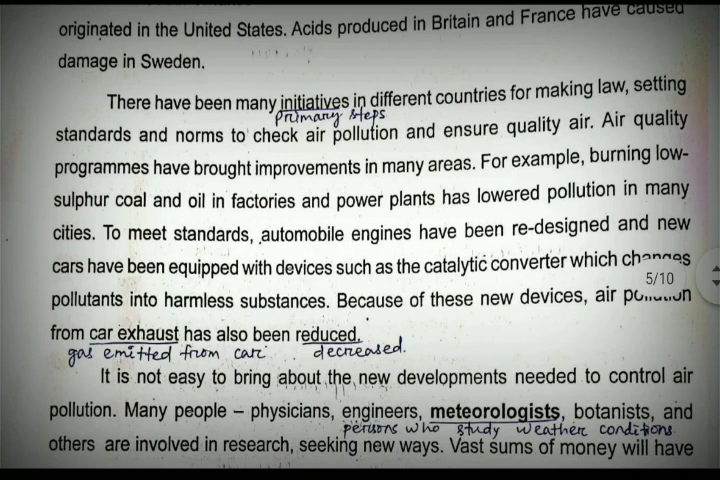 originated in the United States. Acids produced in Britain and France have caused
damage in Sweden.
There have been many initiatives in different countries for making law, setting
primary steps
standards and norms to check air pollution and ensure quality air. Air quality
programmes have brought improvements in many areas. For example, burning low-
sulphur coal and oil in factories and power plants has lowered pollution in many
cities. To meet standards, automobile engines have been re-designed and new
cars have been equipped with devices such as the catalytic converter which changes
5/10
pollutants into harmless substances. Because of these new devices, air pollution
from car exhaust has also been reduced.
gas emitted from car decreased.
It is not easy to bring about the new developments needed to control air
pollution. Many people – physicians, engineers, meteorologists, botanists, and
persons who study weather conditions
others are involved in research, seeking new ways. Vast sums of money will have